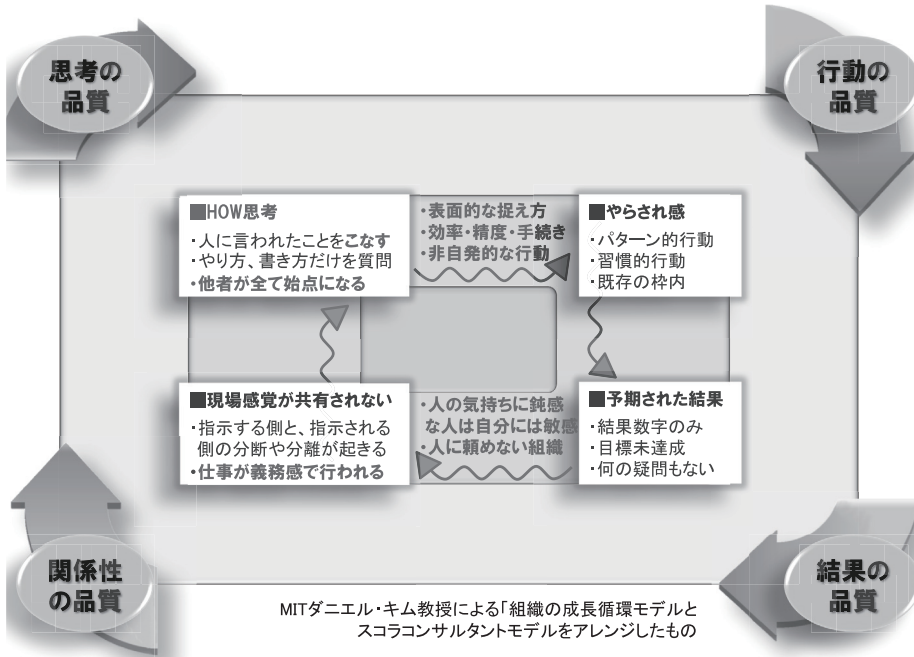 思考の
品質
行動の
品質
■HOW思考
・人に言われたことをこなす
・やり方、書き方だけを質問
・他者が全て始点になる
・表面的な捉え方
・効率・精度・手続き
・非自発的な行動
■やらされ感
・パターン的行動
・習慣的行動
・既存の枠内
■現場感覚が共有されない
・指示する側と、指示される
側の分断や分離が起きる
・仕事が義務感で行われる
・人の気持ちに鈍感
な人は自分には敏感
・人に頼めない組織
■予期された結果
・結果数字のみ
・目標未達成
・何の疑問もない
関係性
の品質
結果の
品質
MITダニエル・キム教授による「組織の成長循環モデルと
スコラコンサルタントモデルをアレンジしたもの